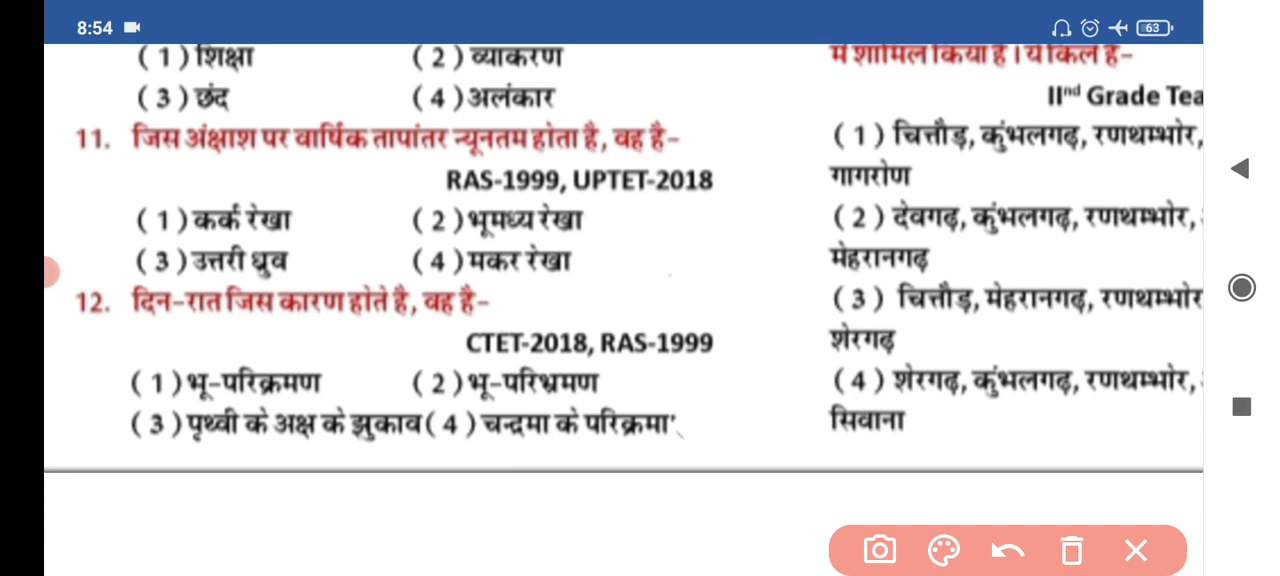 8:54
63
(1) शिक्षा (2) व्याकरण
(3) छंद (4) अलंकार
11. जिस अंक्षाश पर वार्षिक तापांतर न्यूनतम होता है, वह है-
RAS-1999, UPTET-2018
(1) कर्क रेखा (2) भूमध्य रेखा
(3) उत्तरी ध्रुव (4) मकर रेखा
12. दिन-रात जिस कारण होते है, वह है-
CTET-2018, RAS-1999
(1) भू-परिक्रमण (2) भू-परिभ्रमण
(3) पृथ्वी के अक्ष के झुकाव (4) चन्द्रमा के परिक्रमा'
में शामिल किया है। ये किले है-
IInd Grade Tea
(1) चित्तौड़, कुंभलगढ़, रणथम्भोर,
गागरोण
(2) देवगढ़, कुंभलगढ़, रणथम्भोर,
मेहरानगढ़
(3) चित्तौड़, मेहरानगढ़, रणथम्भोर
शेरगढ़
(4) शेरगढ़, कुंभलगढ़, रणथम्भोर,
सिवाना